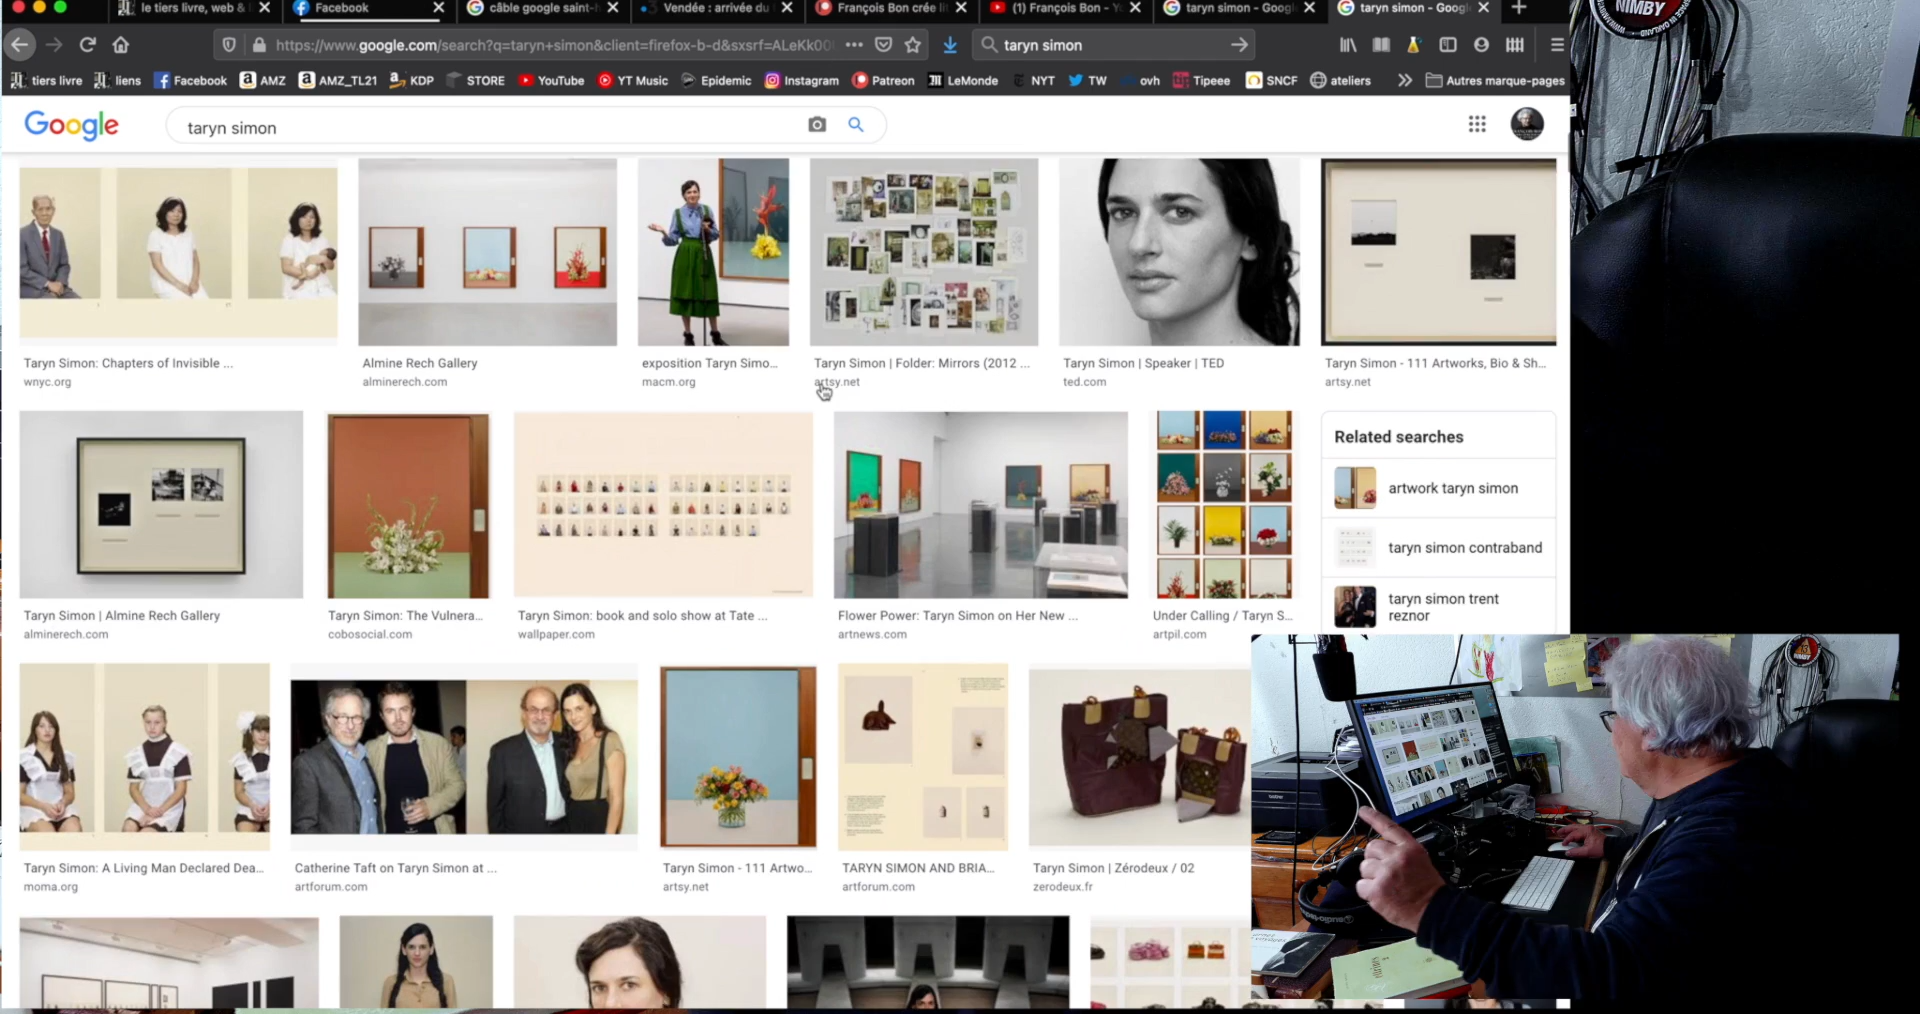 le tiers livre, web &
Facebook
câble google saint-h
Vendée : arrivée du
François Bon crée lit
(1) François Bon - Y
taryn simon - Google
taryn simon - Google
https://www.google.com/search?q=taryn+simon&client=firefox-b-d&sxsrf=ALeKk00
taryn simon
tiers livre
liens
Facebook
AMZ
AMZ_TL21
KDP
STORE
YouTube
YT Music
Epidemic
Instagram
Patreon
LeMonde
NYT
TW
ovh
Tipeee
SNCF
ateliers
Autres marque-pages
NIMBY
Google
taryn simon
Taryn Simon: Chapters of Invisible ...
wnyc.org
Almine Rech Gallery
alminerech.com
exposition Taryn Simo...
macm.org
Taryn Simon | Folder: Mirrors (2012 ...
artsy.net
Taryn Simon | Speaker | TED
ted.com
Taryn Simon - 111 Artworks, Bio & Sh...
artsy.net
Related searches
artwork taryn simon
taryn simon contraband
taryn simon trent
reznor
Taryn Simon | Almine Rech Gallery
alminerech.com
Taryn Simon: The Vulnera...
cobosocial.com
Taryn Simon: book and solo show at Tate ...
wallpaper.com
Flower Power: Taryn Simon on Her New ...
artnews.com
Under Calling / Taryn S...
artpil.com
Taryn Simon: A Living Man Declared Dea...
moma.org
Catherine Taft on Taryn Simon at ...
artforum.com
Taryn Simon - 111 Artwo...
artsy.net
TARYN SIMON AND BRIA...
artforum.com
Taryn Simon | Zérodeux / 02
zerodeux.fr
brother
audio-technica